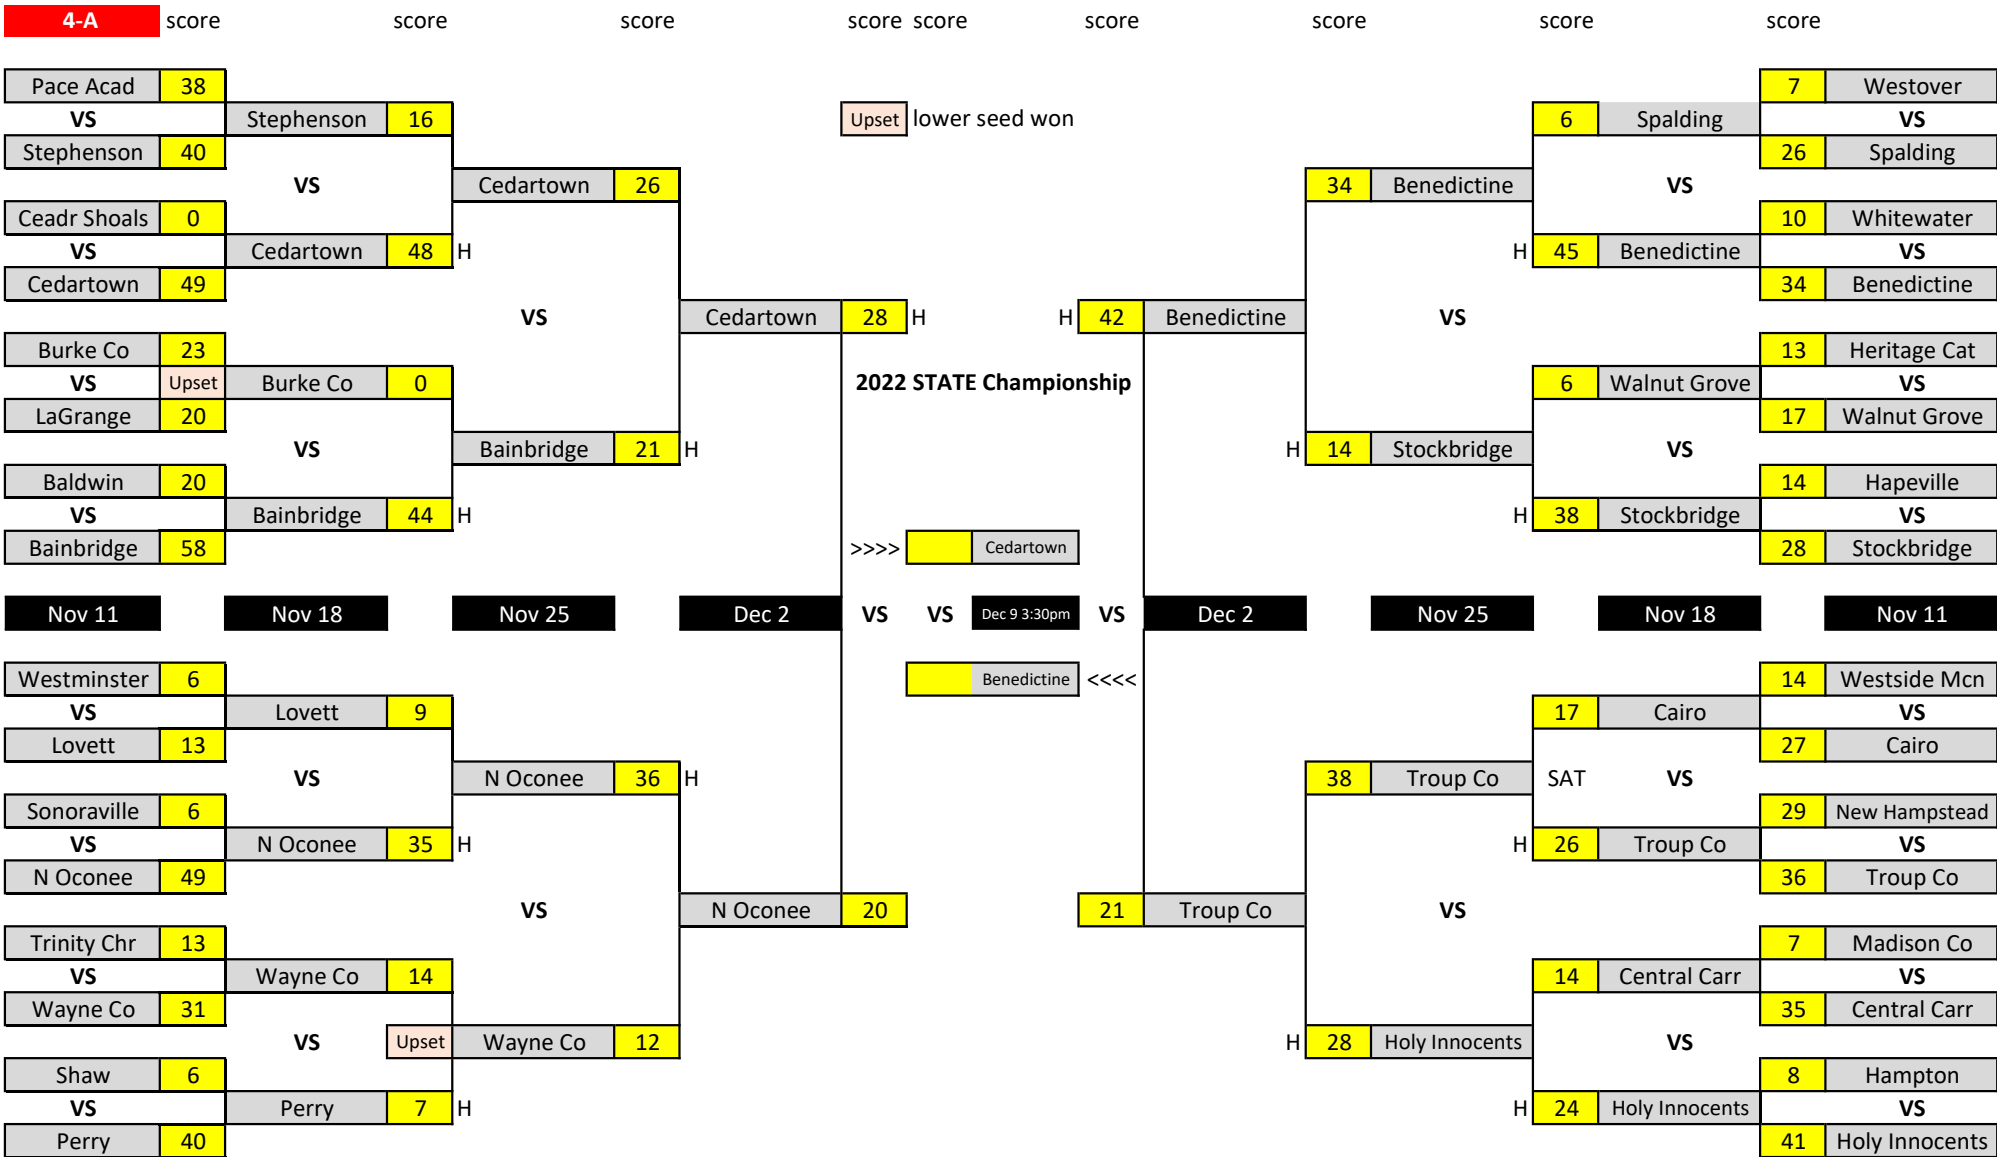 4-A score score score score score score score score score
Pace Acad 38 7 Westover
VS Stephenson 16 Upset lower seed won 6 Spalding VS
Stephenson 40 26 Spalding
VS Cedartown 26 34 Benedictine VS
Ceadr Shoals 0 10 Whitewater
VS Cedartown 48 H H 45 Benedictine VS
Cedartown 49 34 Benedictine
VS Cedartown 28 H H 42 Benedictine VS
Burke Co 23 13 Heritage Cat
VS Upset Burke Co 0 2022 STATE Championship 6 Walnut Grove VS
LaGrange 20 17 Walnut Grove
VS Bainbridge 21 H H 14 Stockbridge VS
Baldwin 20 14 Hapeville
VS Bainbridge 44 H H 38 Stockbridge VS
Bainbridge 58 >>>> Cedartown 28 Stockbridge
Nov 11 Nov 18 Nov 25 Dec 2 VS VS Dec 9 3:30pm VS Dec 2 Nov 25 Nov 18 Nov 11
Westminster 6 Benedictine <<<< 14 Westside Mcn
VS Lovett 9 17 Cairo VS
Lovett 13 27 Cairo
VS N Oconee 36 H 38 Troup Co SAT VS
Sonoraville 6 29 New Hampstead
VS N Oconee 35 H H 26 Troup Co VS
N Oconee 49 36 Troup Co
VS N Oconee 20 21 Troup Co VS
Trinity Chr 13 7 Madison Co
VS Wayne Co 14 14 Central Carr VS
Wayne Co 31 35 Central Carr
VS Upset Wayne Co 12 H 28 Holy Innocents VS
Shaw 6 8 Hampton
VS Perry 7 H H 24 Holy Innocents VS
Perry 40 41 Holy Innocents